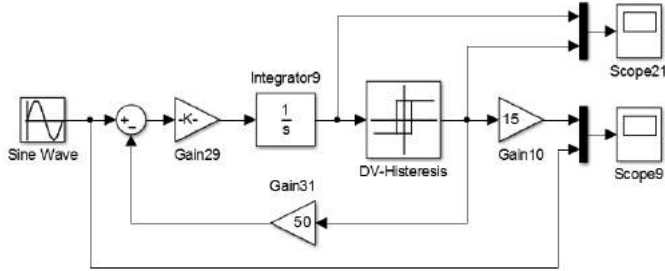 Scope21
Integrator9
1
s
+
-
-K-
15
Sine Wave
Gain29
DV-Histeresis
Gain10
Scope9
Gain31
50